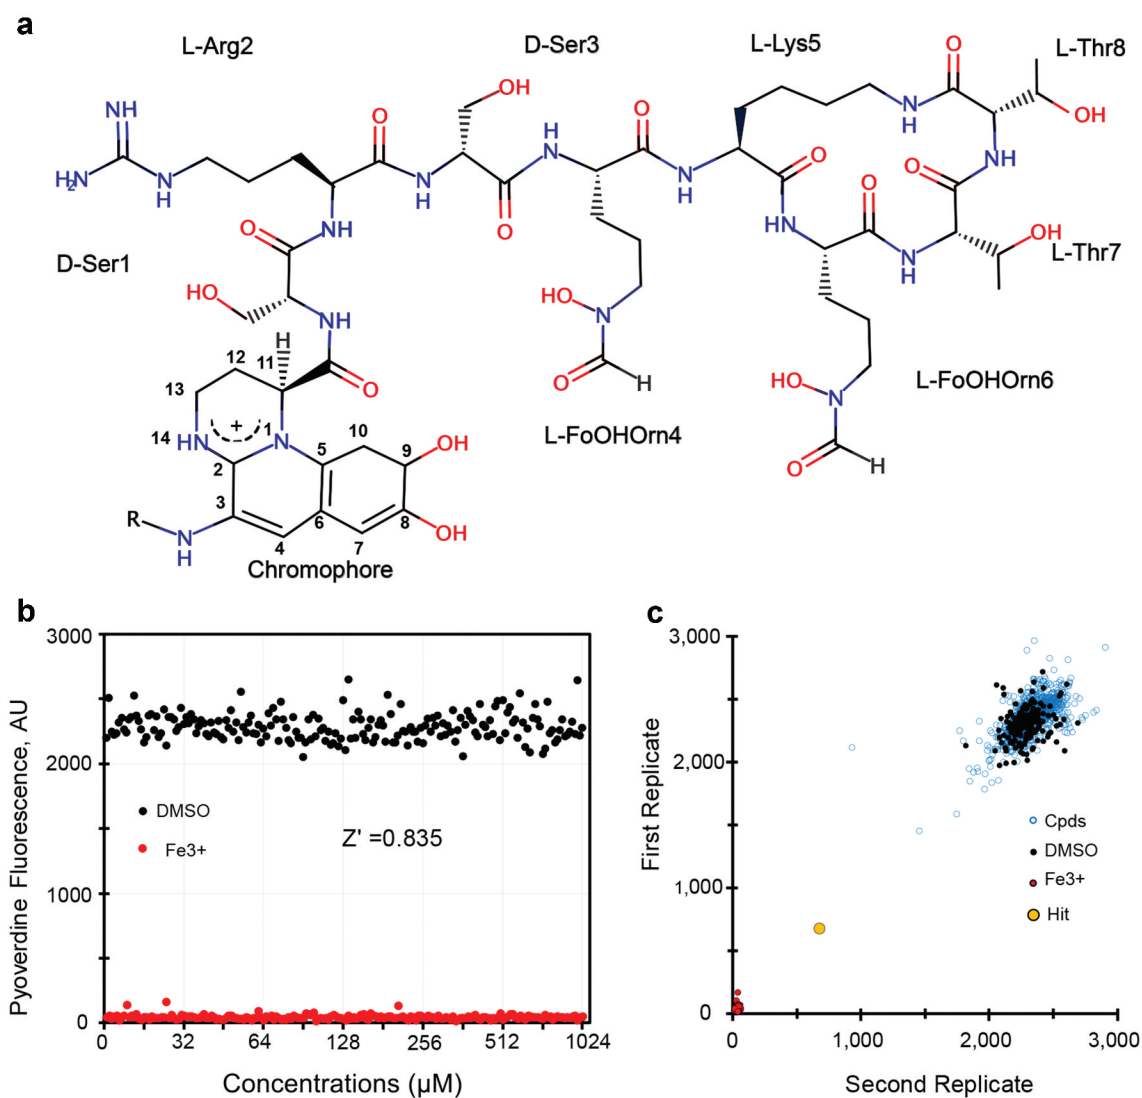 a
L-Arg2
D-Ser3
L-Lys5
L-Thr8
NH
H2N
N
H
O
N
H
OH
O
H
N
O
N
H
O
N
H
O
OH
NH
NH
O
D-Ser1
HO
NH
O
HN
O
N
H
O
OH
L-Thr7
HO
N
O
H
L-FoOHOrn4
HO
N
O
H
L-FoOHOrn6
H
12
11
O
13
14
HN
+
1
N
10
2
5
9
OH
3
R
N
H
6
8
OH
4
7
Chromophore
b
Pyoverdine Fluorescence, AU
3000
2000
1000
0
DMSO
Fe3+
Z' =0.835
0
32
64
128
256
512
1024
Concentrations (µM)
c
First Replicate
3,000
2,000
1,000
0
Cpds
DMSO
Fe3+
Hit
0
1,000
2,000
3,000
Second Replicate